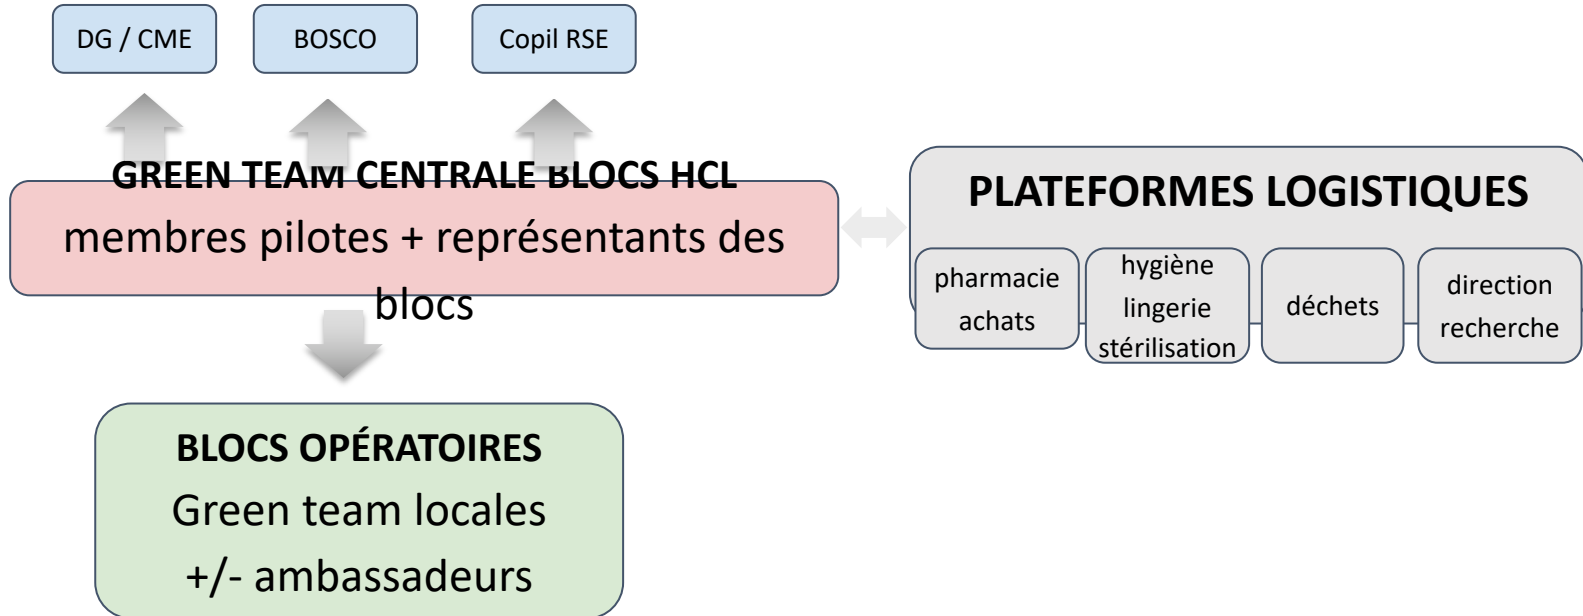 DG / CME
BOSCO
Copil RSE
GREEN TEAM CENTRALE BLOCS HCL
membres pilotes + représentants des
blocs
PLATEFORMES LOGISTIQUES
pharmacie
achats
hygiène
lingerie
stérilisation
déchets
direction
recherche
BLOCS OPÉRATOIRES
Green team locales
+/- ambassadeurs